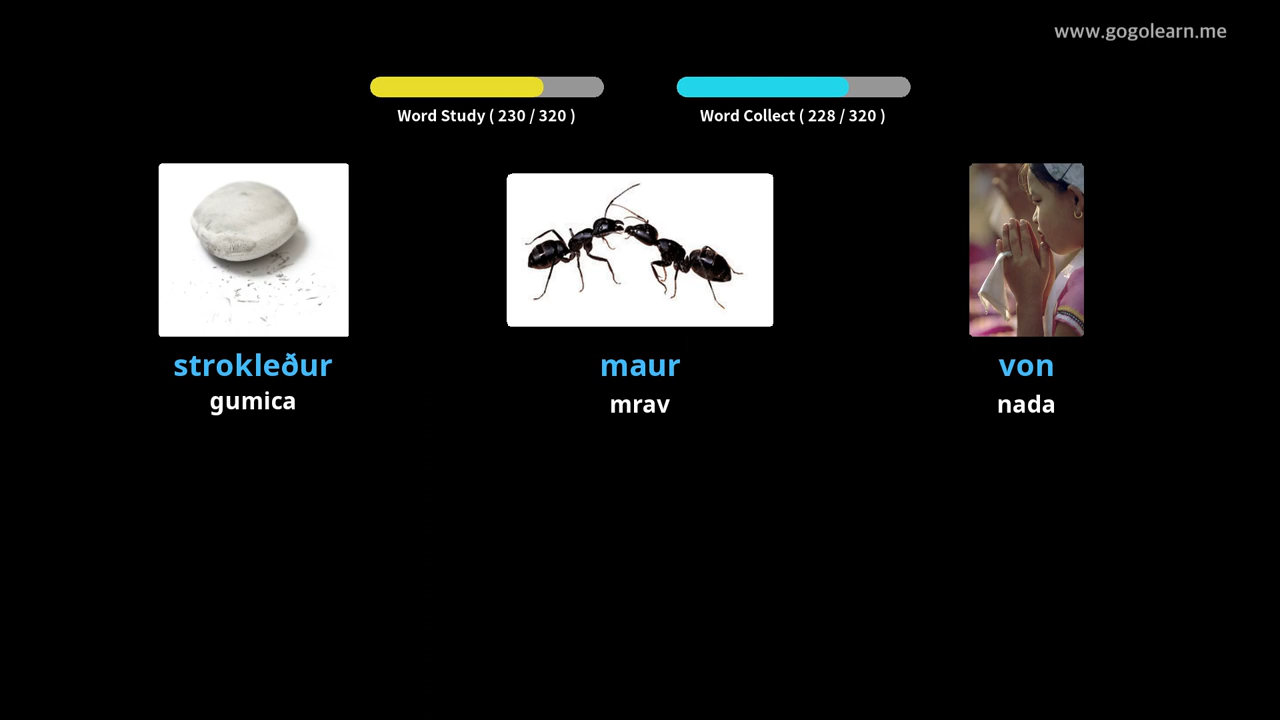 www.gogolearn.me
Word Study ( 230 / 320 )
Word Collect ( 228 / 320 )
strokleður
maur
von
gumica
mrav
nada